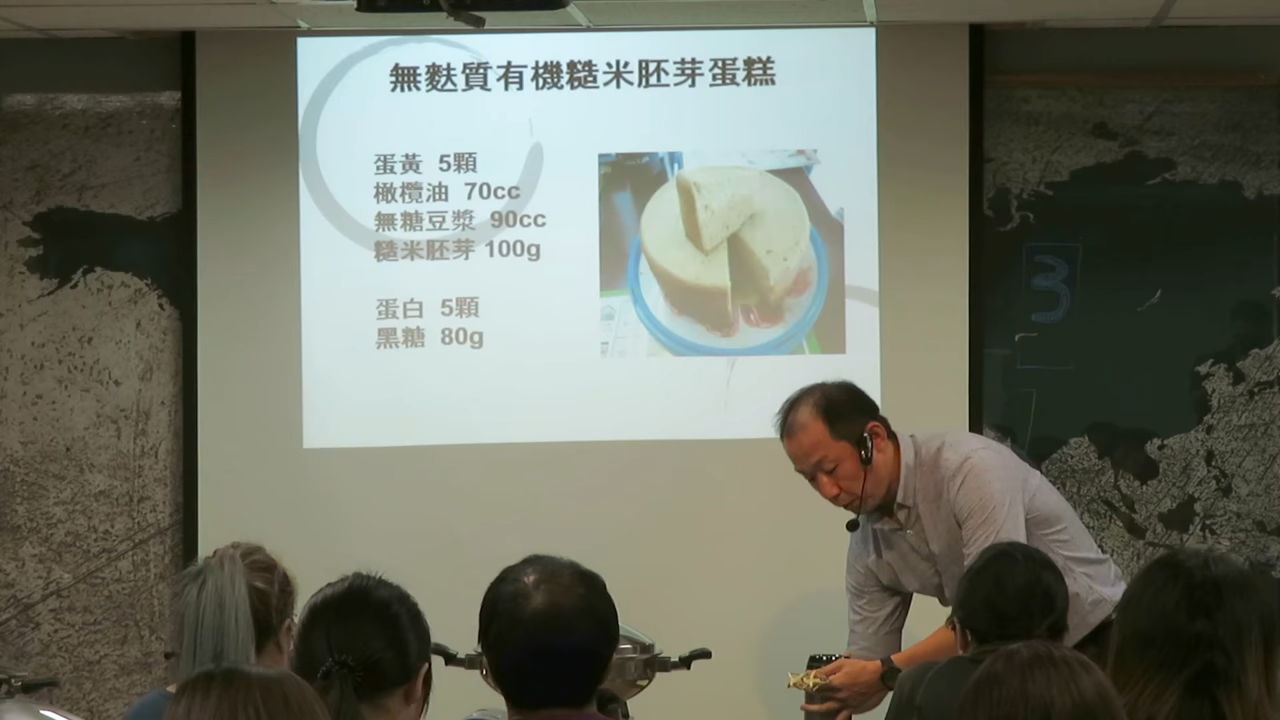 無麩質有機糙米胚芽蛋糕
蛋黃 5顆
橄欖油 70cc
無糖豆漿 90cc
糙米胚芽 100g
蛋白 5顆
黑糖 80g
3